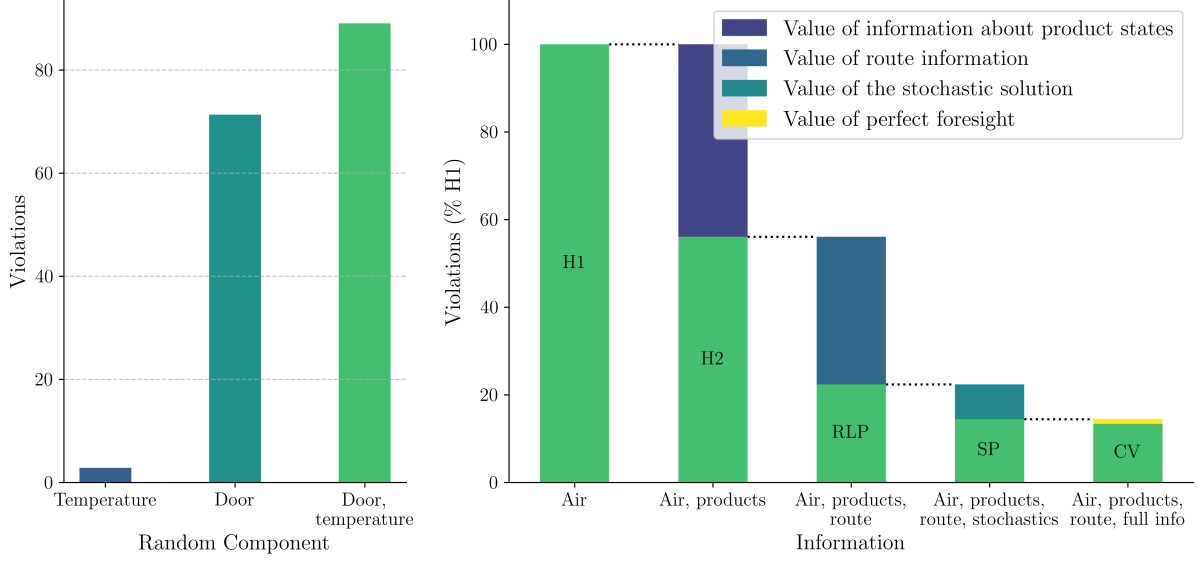 Violations
80
60
40
20
0
Temperature
Door
Door,
temperature
Random Component
Violations (% H1)
100
80
60
40
20
0
H1
H2
RLP
SP
CV
Value of information about product states
Value of route information
Value of the stochastic solution
Value of perfect foresight
Air
Air, products
Air, products,
route
Air, products,
route, stochastics
Air, products,
route, full info
Information